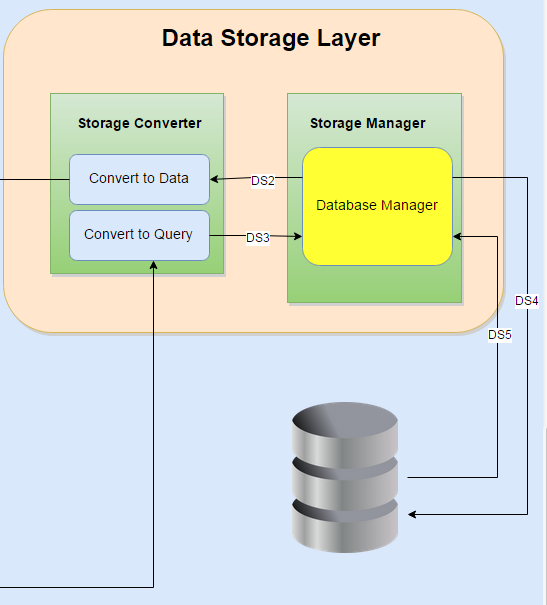 Data Storage Layer
Storage Converter
Storage Manager
Convert to Data
DS2
Database Manager
Convert to Query
DS3
DS4
DS5